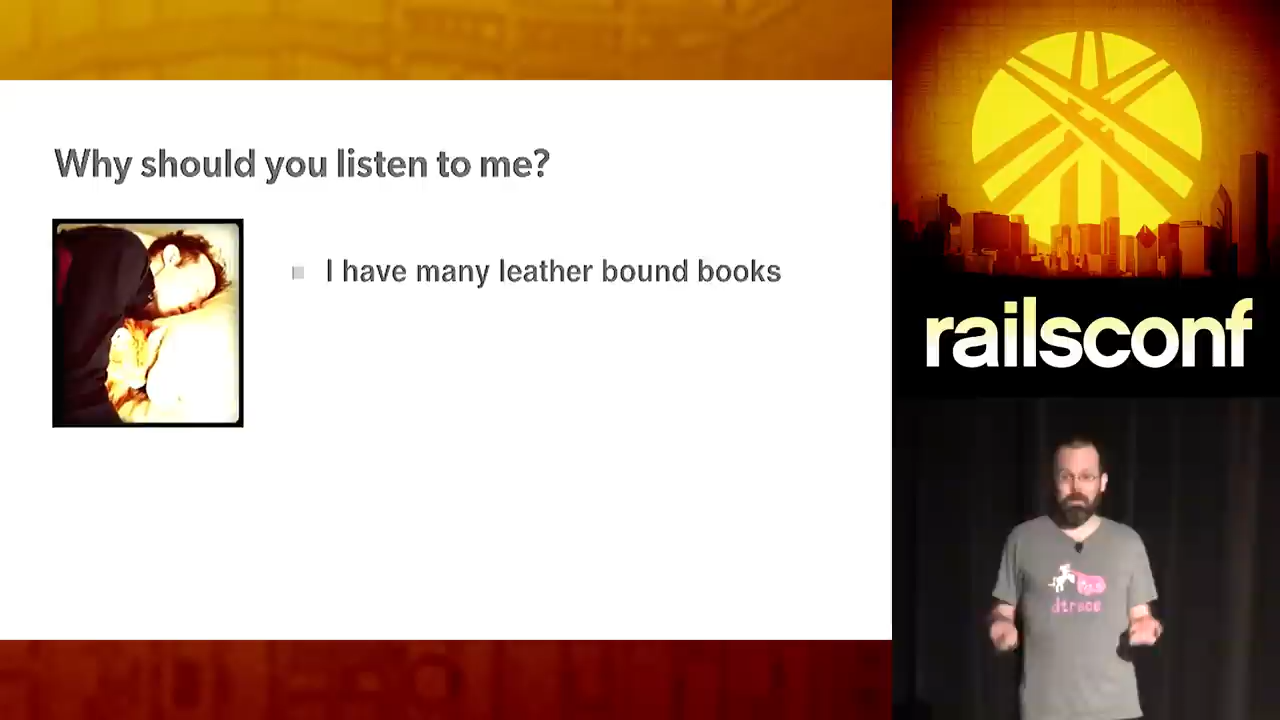 Why should you listen to me?
I have many leather bound books
railsconf
dtrace